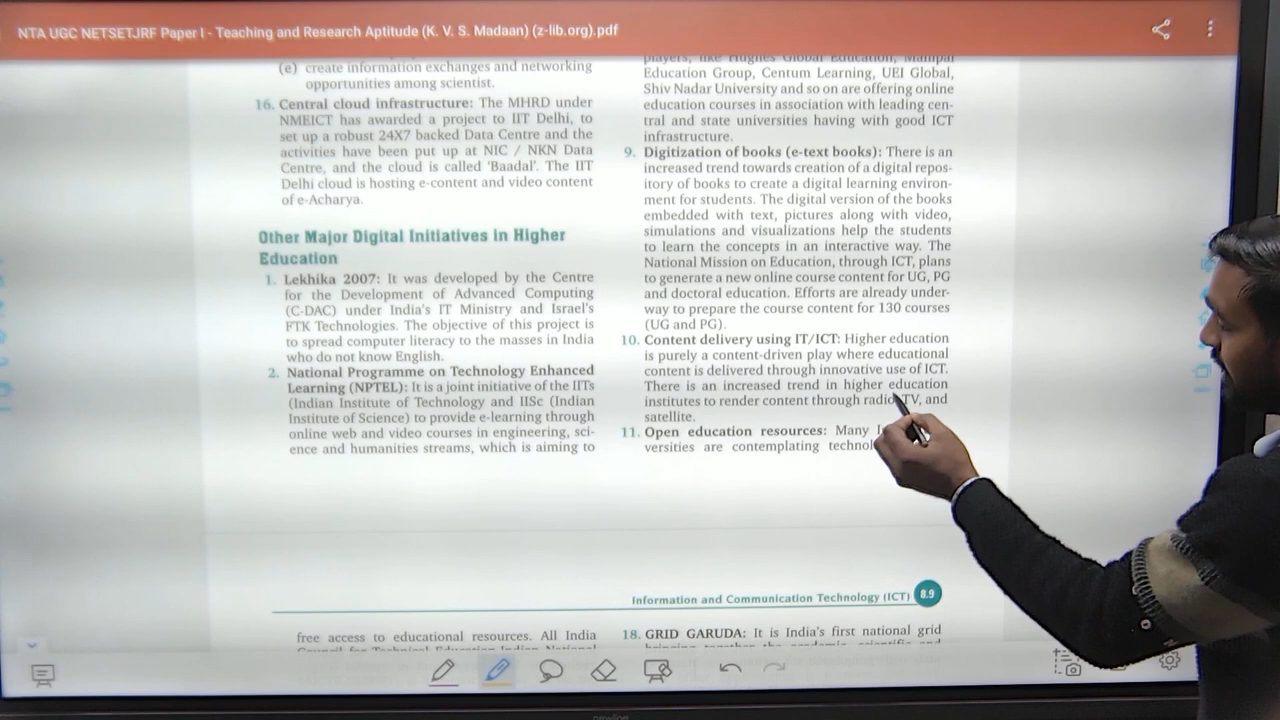 NTA UGC NETSETJRF Paper I - Teaching and Research Aptitude (K. V. S. Madaan) (z-lib.org).pdf
(e) create information exchanges and networking
opportunities among scientist.
16. Central cloud infrastructure: The MHRD under
NMEICT has awarded a project to IIT Delhi, to
set up a robust 24X7 backed Data Centre and the
activities have been put up at NIC / NKN Data
Centre, and the cloud is called ‘Baadal’. The IIT
Delhi cloud is hosting e-content and video content
of e-Acharya.
Other Major Digital Initiatives in Higher
Education
1. Lekhika 2007: It was developed by the Centre
for the Development of Advanced Computing
(C-DAC) under India’s IT Ministry and Israel’s
FTK Technologies. The objective of this project is
to spread computer literacy to the masses in India
who do not know English.
2. National Programme on Technology Enhanced
Learning (NPTEL): It is a joint initiative of the IITs
(Indian Institute of Technology and IISc (Indian
Institute of Science) to provide e-learning through
online web and video courses in engineering, sci-
ence and humanities streams, which is aiming to
players, like Hughes Global Education, Manipal
Education Group, Centum Learning, UEI Global,
Shiv Nadar University and so on are offering online
education courses in association with leading cen-
tral and state universities having with good ICT
infrastructure.
9. Digitization of books (e-text books): There is an
increased trend towards creation of a digital repos-
itory of books to create a digital learning environ-
ment for students. The digital version of the books
embedded with text, pictures along with video,
simulations and visualizations help the students
to learn the concepts in an interactive way. The
National Mission on Education, through ICT, plans
to generate a new online course content for UG, PG
and doctoral education. Efforts are already under-
way to prepare the course content for 130 courses
(UG and PG).
10. Content delivery using IT/ICT: Higher education
is purely a content-driven play where educational
content is delivered through innovative use of ICT.
There is an increased trend in higher education
institutes to render content through radio TV, and
satellite.
11. Open education resources: Many
versities are contemplating
Information and Communication Technology (ICT) 8.9
free access to educational resources. All India
18. GRID GARUDA: It is India’s first national grid